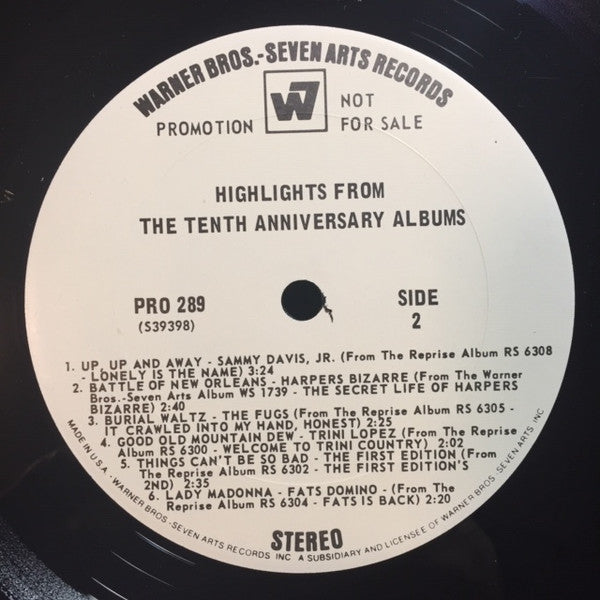 WARNER BROS.-SEVEN ARTS RECORDS
W7
PROMOTION NOT FOR SALE
HIGHLIGHTS FROM
THE TENTH ANNIVERSARY ALBUMS
PRO 289
(S39398)
SIDE
2
1. UP, UP AND AWAY - SAMMY DAVIS, JR. (From The Reprise Album RS 6308
- LONELY IS THE NAME) 3:24
2. BATTLE OF NEW ORLEANS - HARPERS BIZARRE (From The Warner
Bros.-Seven Arts Album WS 1739 - THE SECRET LIFE OF HARPERS
BIZARRE) 2:40
3. BURIAL WALTZ - THE FUGS (From The Reprise Album RS 6305 -
IT CRAWLED INTO MY HAND, HONEST) 2:25
4. GOOD OLD MOUNTAIN DEW - TRINI LOPEZ (From The Reprise
Album RS 6300 - WELCOME TO TRINI COUNTRY) 2:02
5. THINGS CAN'T BE SO BAD - THE FIRST EDITION (From
The Reprise Album RS 6302 - THE FIRST EDITION'S
2ND) 2:35
6. LADY MADONNA - FATS DOMINO - (From The
Reprise Album RS 6304 - FATS IS BACK) 2:20
STEREO
MADE IN U.S.A. - WARNER BROS.-SEVEN ARTS RECORDS INC A SUBSIDIARY AND LICENSEE OF WARNER BROS. SEVEN ARTS, INC